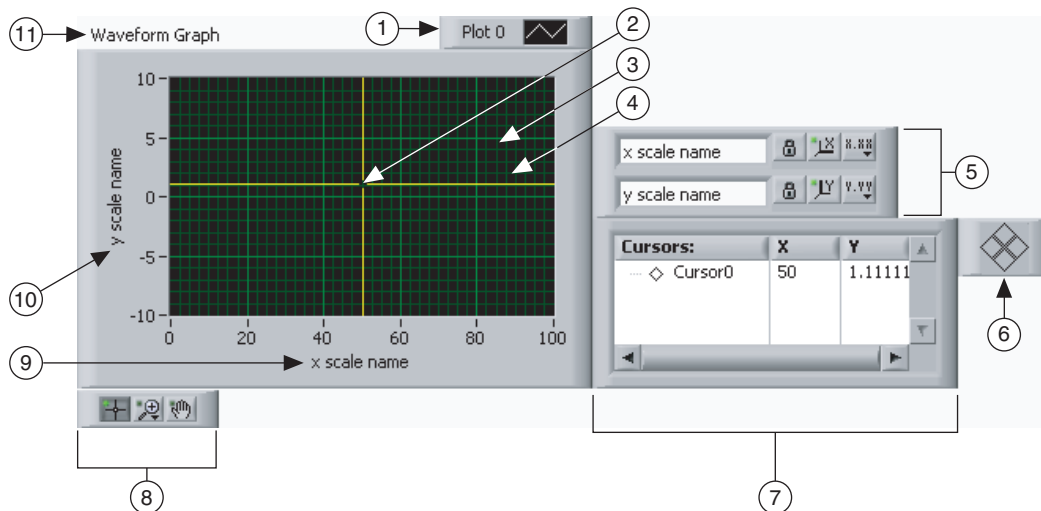 11 Waveform Graph
1 Plot 0
2
3
4
10
5
0
-5
-10
y scale name
10
0 20 40 60 80 100
9 x scale name
x scale name X X.XX
y scale name Y Y.YY
5
Cursors: X Y
Cursor0 50 1.11111
6
8
7